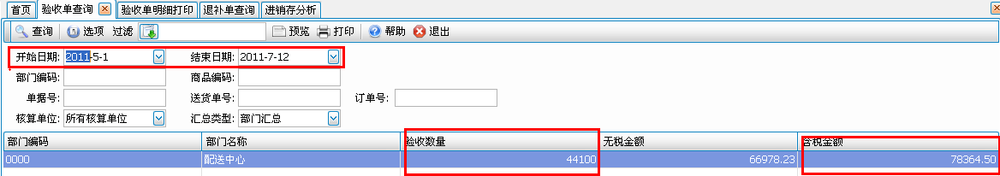 首页 验收单查询 验收单明细打印 退补单查询 进销存分析
查询 选项 过滤 预览 打印 帮助 退出
开始日期: 2011-5-1 结束日期: 2011-7-12
部门编码: 商品编码:
单据号: 送货单号: 订单号:
核算单位: 所有核算单位 汇总类型: 部门汇总
部门编码 部门名称 验收数量 无税金额 含税金额
0000 配送中心 44100 66978.23 78364.50